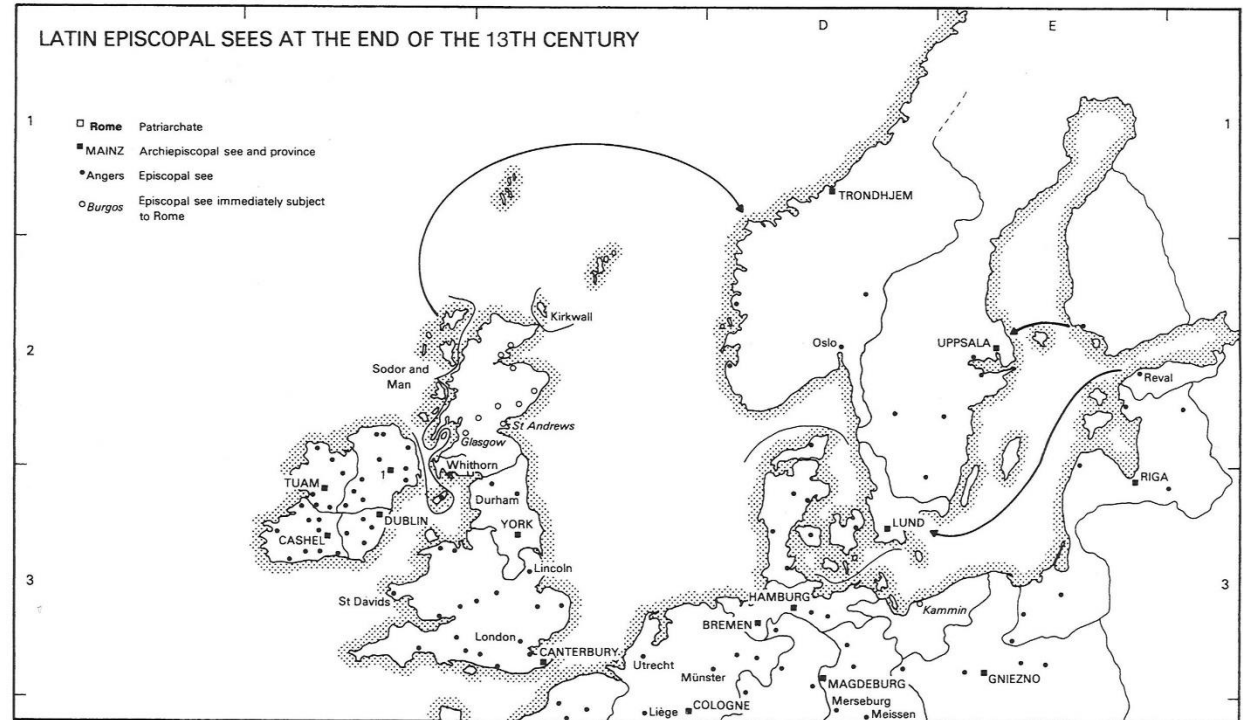 LATIN EPISCOPAL SEES AT THE END OF THE 13TH CENTURY
D
E
1
1
Rome Patriarchate
MAINZ Archiepiscopal see and province
Angers Episcopal see
Burgos Episcopal see immediately subject
to Rome
TRONDHJEM
Kirkwall
2
2
Oslo
UPPSALA
Sodor and
Man
Reval
St Andrews
Glasgow
Whithorn
1
TUAM
RIGA
Durham
DUBLIN
YORK
LUND
CASHEL
Lincoln
3
3
St Davids
HAMBURG
Kammin
BREMEN
London
CANTERBURY
Utrecht
Münster
GNIEZNO
MAGDEBURG
Merseburg
Liège
COLOGNE
Meissen